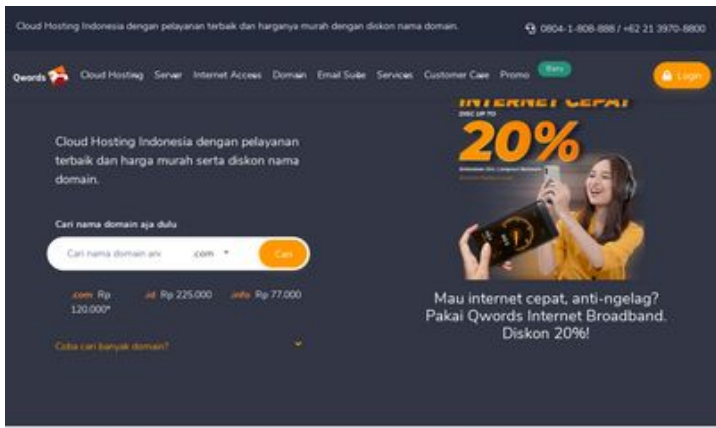 Cloud Hosting Indonesia dengan pelayanan terbaik dan harganya murah dengan diskon nama domain.
0804-1-808-888 / +62 21 3970-8800
Qwords
Cloud Hosting Server Internet Access Domain Email Suite Services Customer Care Promo Baru
Login
INTERNET CEPAT
DISC UP TO
20%
Cloud Hosting Indonesia dengan pelayanan
terbaik dan harga murah serta diskon nama
domain.
Cari nama domain aja dulu
Cari nama domain .com Cari
.com Rp
120.000*
.id Rp 225.000
.info Rp 77.000
Coba cari banyak domain?
Mau internet cepat, anti-ngelag?
Pakai Qwords Internet Broadband.
Diskon 20%!